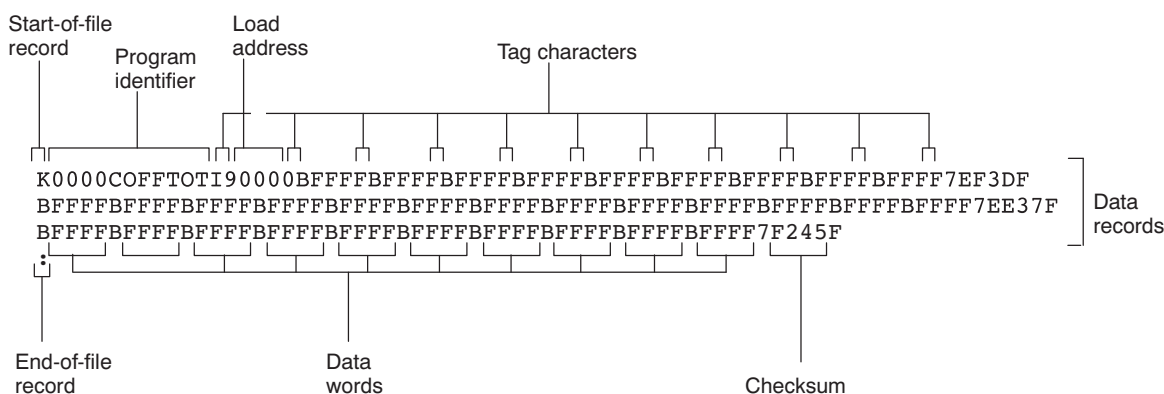 Start-of-file
record
Program
identifier
Load
address
Tag characters
K0000COFFTOTI90000BFFFFBFFFFBFFFFBFFFFBFFFFBFFFFBFFFFBFFFFBFFFF7EF3DF
BFFFFBFFFFBFFFFBFFFFBFFFFBFFFFBFFFFBFFFFBFFFFBFFFFBFFFFBFFFFBFFFF7EE37F
BFFFFBFFFFBFFFFBFFFFBFFFFBFFFFBFFFFBFFFFBFFFFBFFFF7F245F
:
Data
records
End-of-file
record
Data
words
Checksum